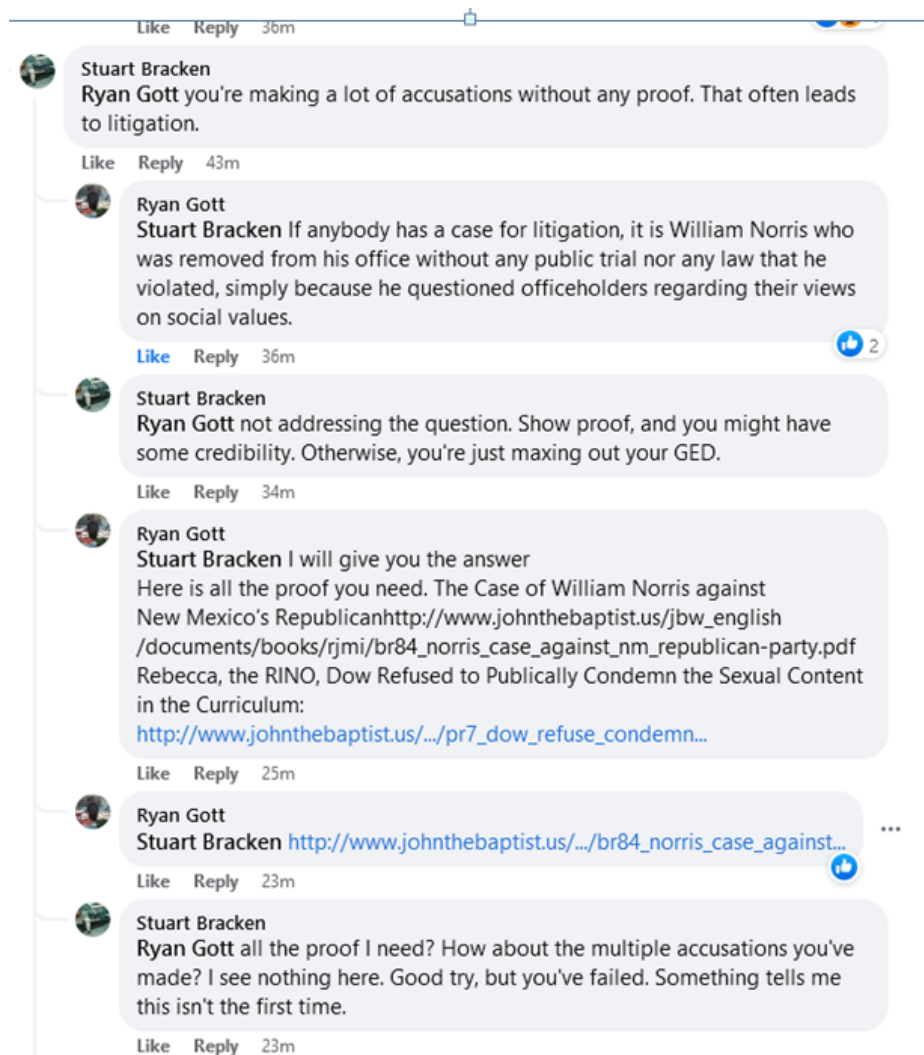 Like Reply 36m
Stuart Bracken
Ryan Gott you're making a lot of accusations without any proof. That often leads
to litigation.
Like Reply 43m
Ryan Gott
Stuart Bracken If anybody has a case for litigation, it is William Norris who
was removed from his office without any public trial nor any law that he
violated, simply because he questioned officeholders regarding their views
on social values.
2
Like Reply 36m
Stuart Bracken
Ryan Gott not addressing the question. Show proof, and you might have
some credibility. Otherwise, you're just maxing out your GED.
Like Reply 34m
Ryan Gott
Stuart Bracken I will give you the answer
Here is all the proof you need. The Case of William Norris against
New Mexico's Republicanhttp://www.johnthebaptist.us/jbw_english
/documents/books/rjmi/br84_norris_case_against_nm_republican-party.pdf
Rebecca, the RINO, Dow Refused to Publically Condemn the Sexual Content
in the Curriculum:
http://www.johnthebaptist.us/.../pr7_dow_refuse_condemn...
Like Reply 25m
Ryan Gott
Stuart Bracken http://www.johnthebaptist.us/.../br84_norris_case_against...
Like Reply 23m
Stuart Bracken
Ryan Gott all the proof I need? How about the multiple accusations you've
made? I see nothing here. Good try, but you've failed. Something tells me
this isn't the first time.
Like Reply 23m